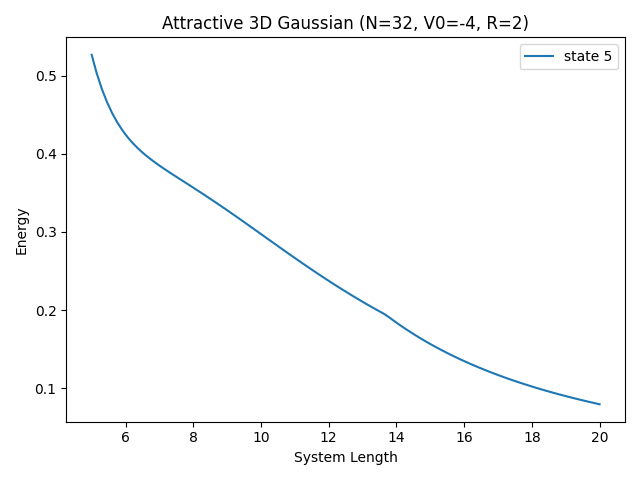 Attractive 3D Gaussian (N=32, V0=-4, R=2)
state 5
Energy
0.5
0.4
0.3
0.2
0.1
6 8 10 12 14 16 18 20
System Length